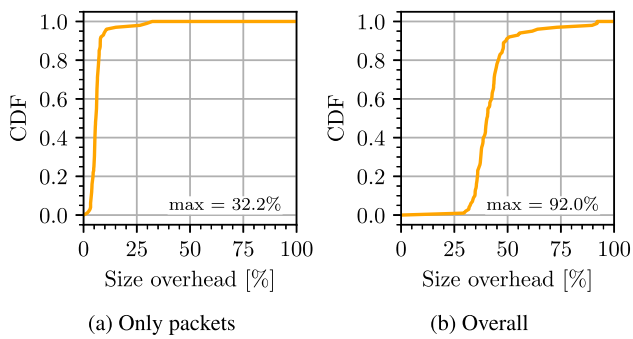 1.0
0.8
0.6
0.4
0.2
0.0
CDF
max = 32.2%
0 25 50 75 100
Size overhead [%]
(a) Only packets
1.0
0.8
0.6
0.4
0.2
0.0
CDF
max = 92.0%
0 25 50 75 100
Size overhead [%]
(b) Overall